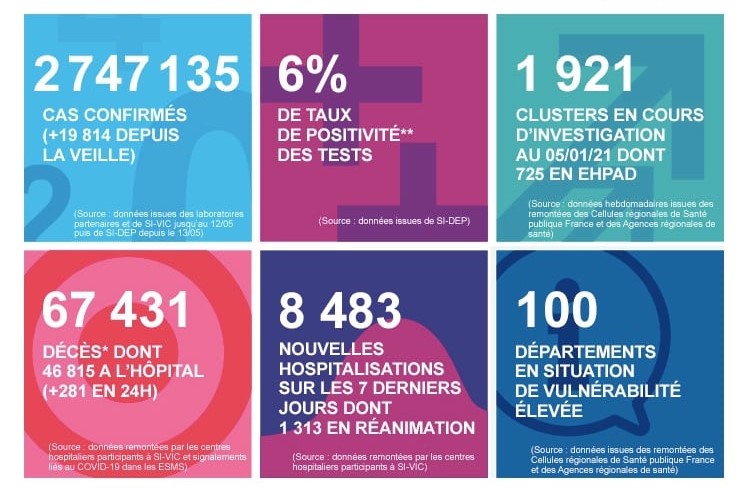 2 747 135
CAS CONFIRMÉS
(+19 814 DEPUIS
LA VEILLE)
(Source : données issues des laboratoires
partenaires et de SI-VIC jusqu'au 12/05
puis de SI-DEP depuis le 13/05)
6%
DE TAUX
DE POSITIVITÉ**
DES TESTS
(Source : données issues de SI-DEP)
1 921
CLUSTERS EN COURS
D'INVESTIGATION
AU 05/01/21 DONT
725 EN EHPAD
(Source : données hebdomadaires issues des
remontées des Cellules régionales de Santé
publique France et des Agences régionales de
santé)
67 431
DÉCÈS* DONT
46 815 A L'HÔPITAL
(+281 EN 24H)
(Source : données remontées par les centres
hospitaliers participants à SI-VIC et signalements
liés au COVID-19 dans les ESMS)
8 483
NOUVELLES
HOSPITALISATIONS
SUR LES 7 DERNIERS
JOURS DONT
1 313 EN RÉANIMATION
(Source : données remontées par les centres
hospitaliers participants à SI-VIC)
100
DÉPARTEMENTS
EN SITUATION
DE VULNÉRABILITÉ
ÉLEVÉE
(Source : données issues des remontées des
Cellules régionales de Santé publique France
et des Agences régionales de santé)